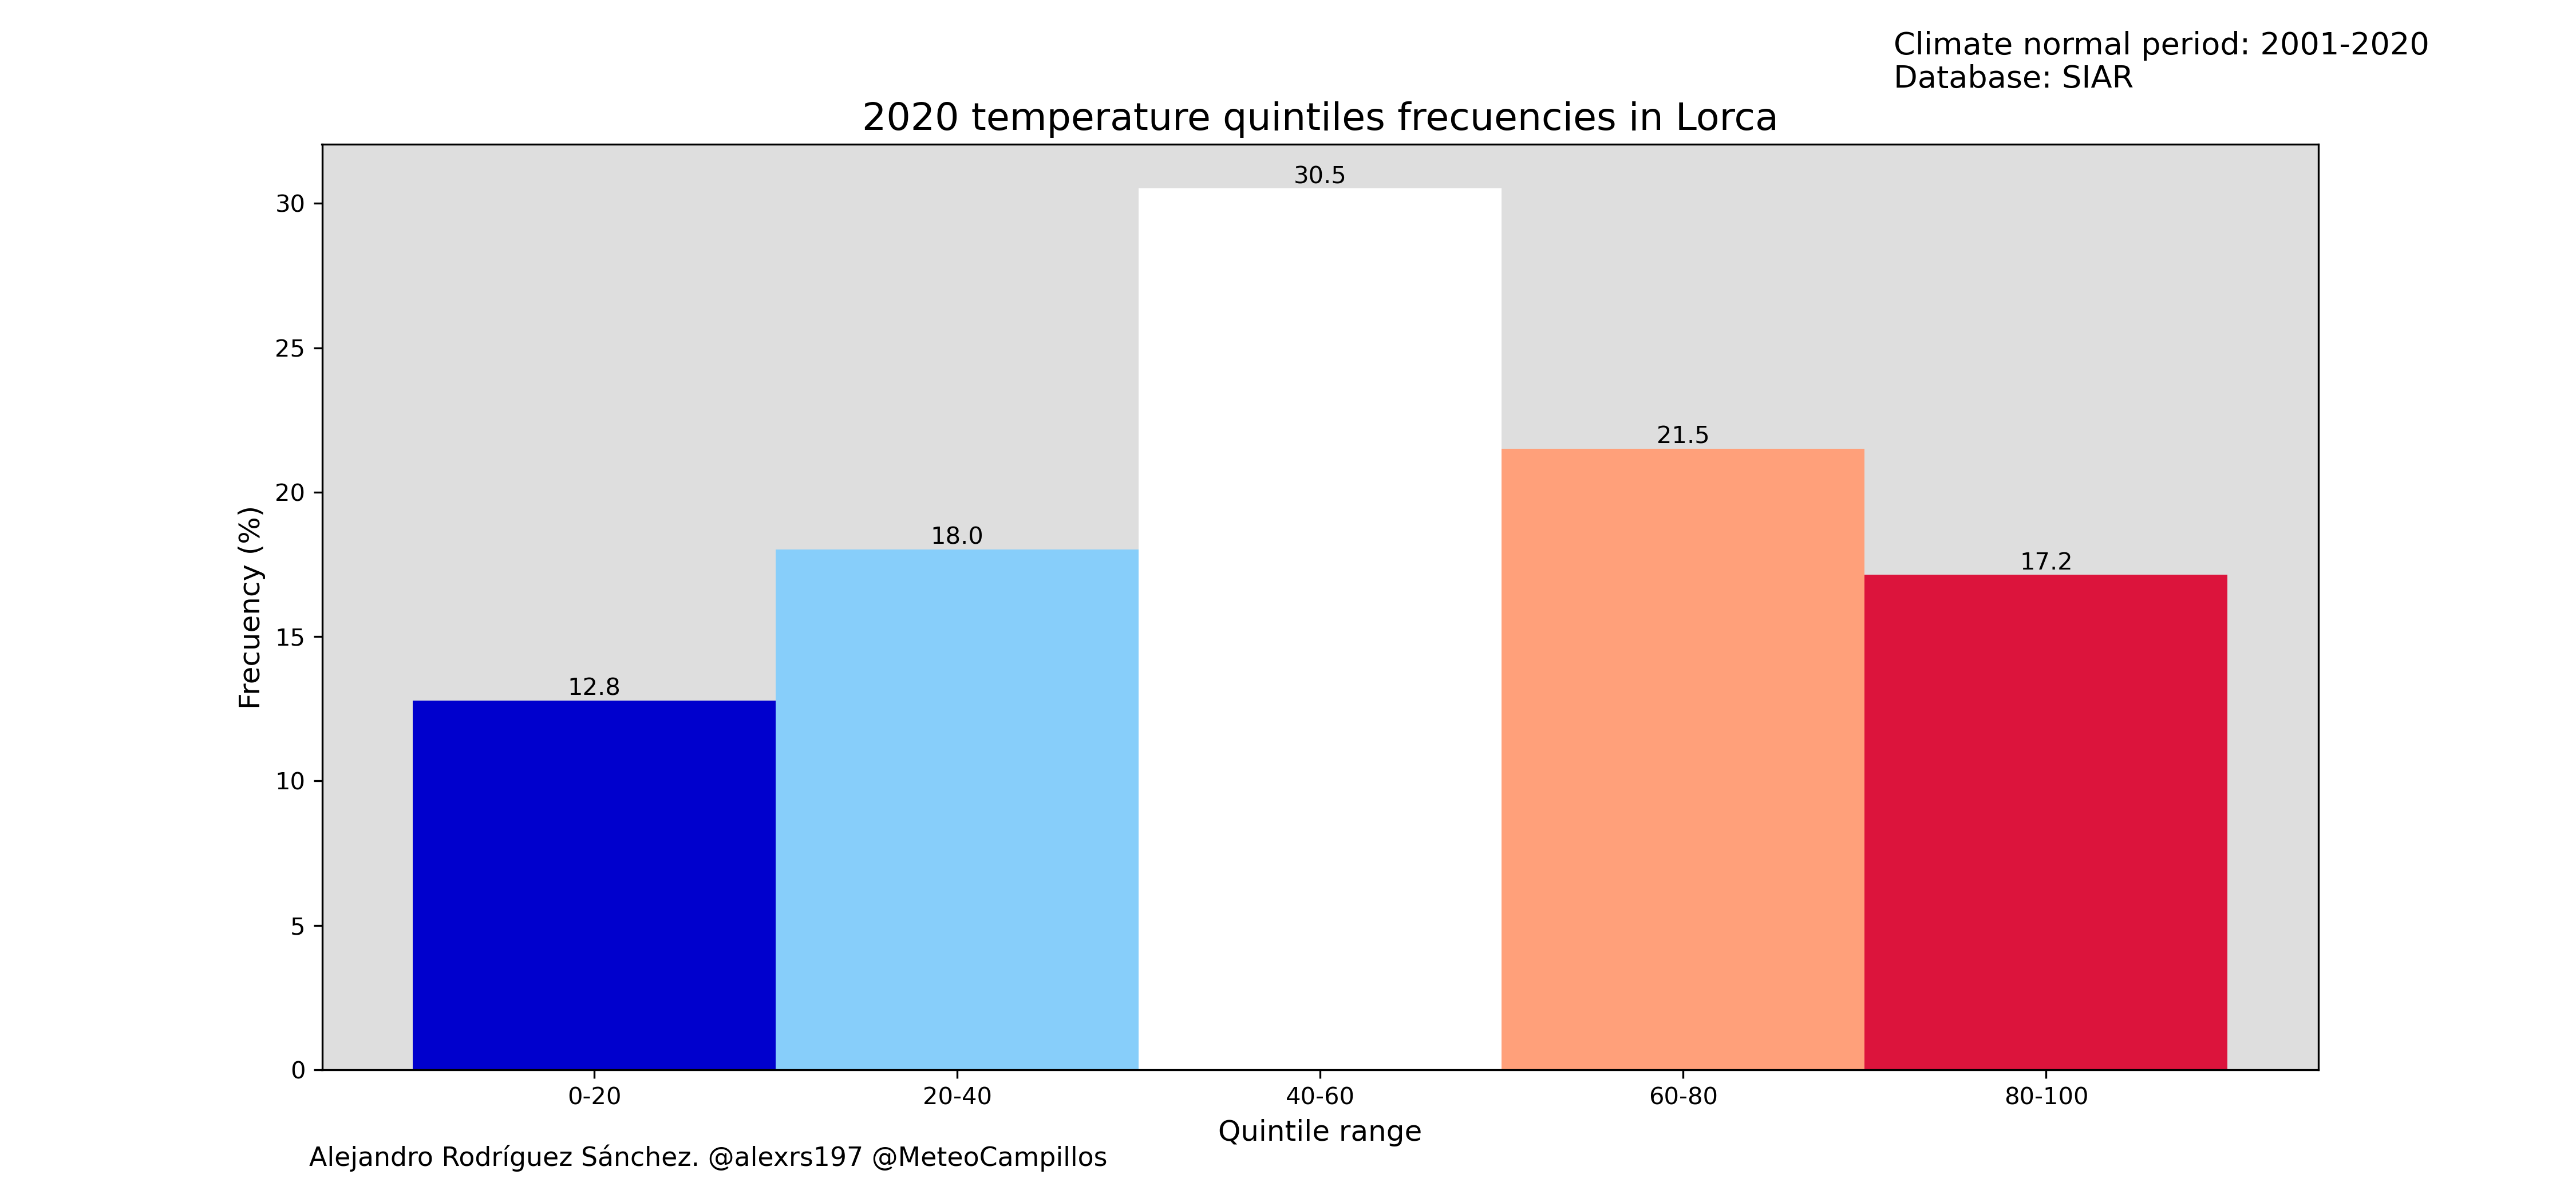 Climate normal period: 2001-2020
Database: SIAR
2020 temperature quintiles frecuencies in Lorca
30.5
30
25
21.5
20
18.0
17.2
Frecuency (%)
15
12.8
10
5
0
0-20 20-40 40-60 60-80 80-100
Quintile range
Alejandro Rodríguez Sánchez. @alexrs197 @MeteoCampillos